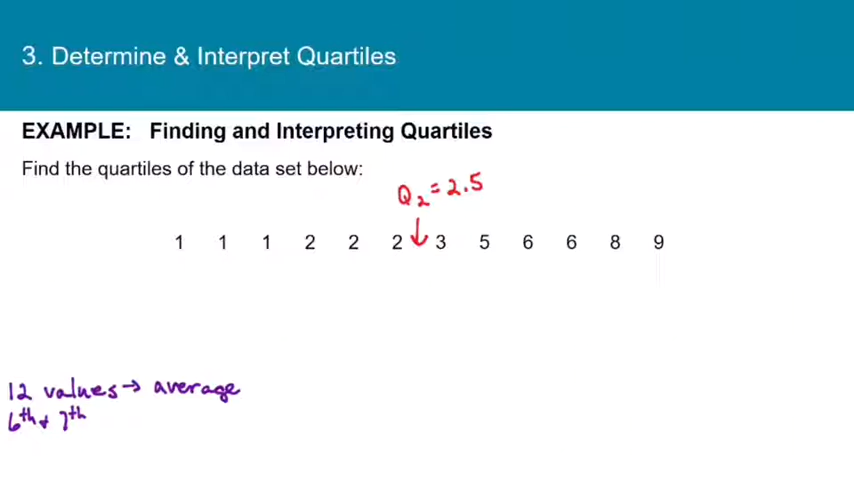 3. Determine & Interpret Quartiles
EXAMPLE: Finding and Interpreting Quartiles
Find the quartiles of the data set below:
Q₂ = 2.5
1 1 1 2 2 2 3 5 6 6 8 9
12 values → average
6th & 7th